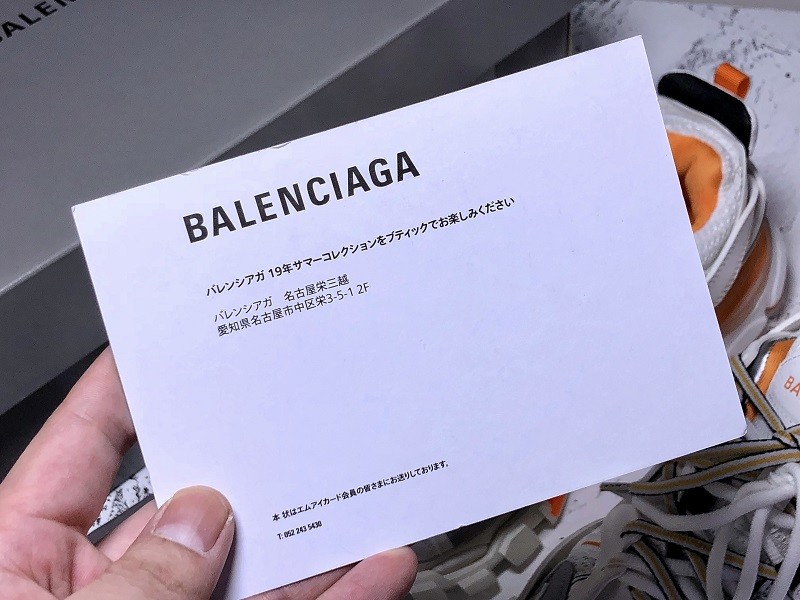 BALEN
BALENCIAGA
バレンシアガ 19年サマーコレクションをブティックでお楽しみください
バレンシアガ 名古屋栄三越
愛知県名古屋市中区栄3-5-1 2F
本 状はエムアイカード会員の皆さまにお送りしております。
T: 052 243 5430
BA